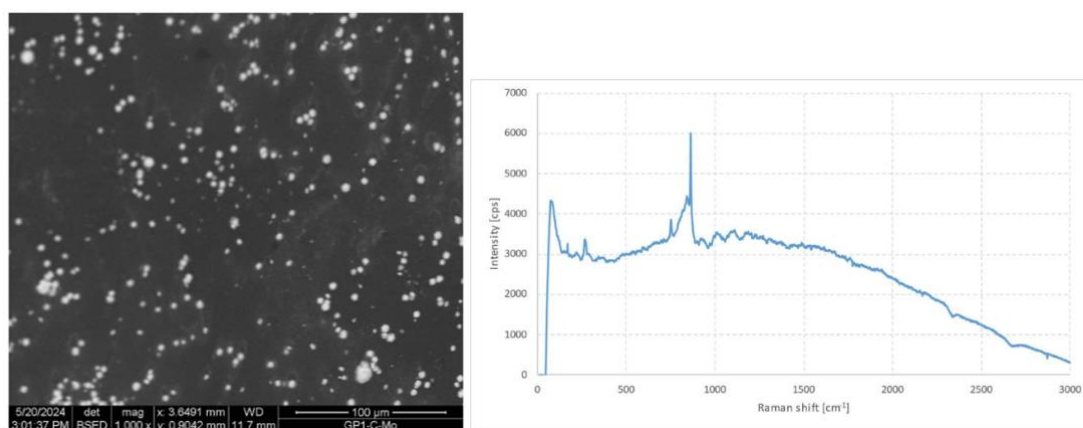 5/20/2024 det mag x: 3.6491 mm WD 100 µm
3:01:37 PM BSED 1 000 x y: 0.9042 mm 11.7 mm GP1-C-Mo
7000
6000
5000
4000
3000
2000
1000
0
Intensity [cps]
0 500 1000 1500 2000 2500 3000
Raman shift [cm-1]